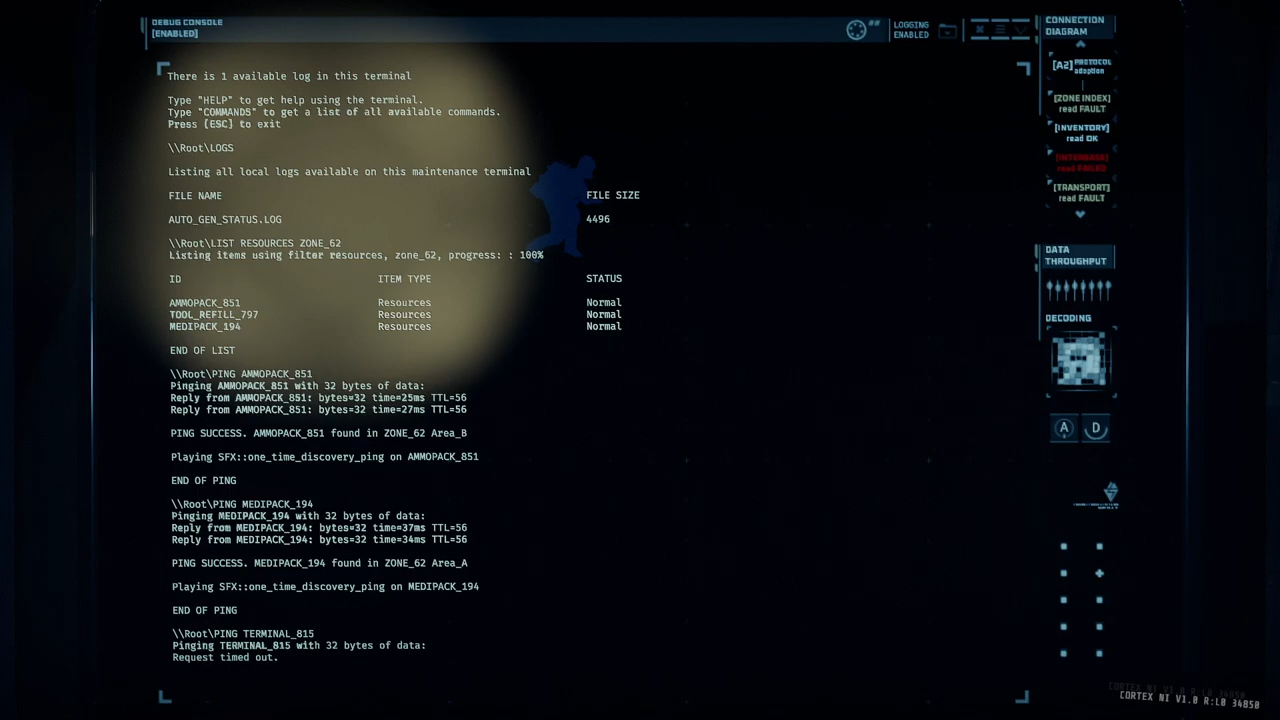 DEBUG CONSOLE
[ENABLED]
LOGGING
ENABLED
There is 1 available log in this terminal
Type "HELP" to get help using the terminal.
Type "COMMANDS" to get a list of all available commands.
Press [ESC] to exit
\\Root\LOGS
Listing all local logs available on this maintenance terminal
FILE NAME FILE SIZE
AUTO_GEN_STATUS.LOG 4496
\\Root\LIST RESOURCES ZONE_62
Listing items using filter resources, zone_62, progress: : 100%
ID ITEM TYPE STATUS
AMMOPACK_851 Resources Normal
TOOL_REFILL_797 Resources Normal
MEDIPACK_194 Resources Normal
END OF LIST
\\Root\PING AMMOPACK_851
Pinging AMMOPACK_851 with 32 bytes of data:
Reply from AMMOPACK_851: bytes=32 time=25ms TTL=56
Reply from AMMOPACK_851: bytes=32 time=27ms TTL=56
PING SUCCESS. AMMOPACK_851 found in ZONE_62 Area_B
Playing SFX::one_time_discovery_ping on AMMOPACK_851
END OF PING
\\Root\PING MEDIPACK_194
Pinging MEDIPACK_194 with 32 bytes of data:
Reply from MEDIPACK_194: bytes=32 time=37ms TTL=56
Reply from MEDIPACK_194: bytes=32 time=34ms TTL=56
PING SUCCESS. MEDIPACK_194 found in ZONE_62 Area_A
Playing SFX::one_time_discovery_ping on MEDIPACK_194
END OF PING
\\Root\PING TERMINAL_815
Pinging TERMINAL_815 with 32 bytes of data:
Request timed out.
CONNECTION
DIAGRAM
[A2] PROTOCOL
adaption
[ZONE INDEX]
read FAULT
[INVENTORY]
read OK
read FAILED
[TRANSPORT]
read FAULT
DATA
THROUGHPUT
DECODING
A D
CORTEX NI V1.0 R:L0 34850